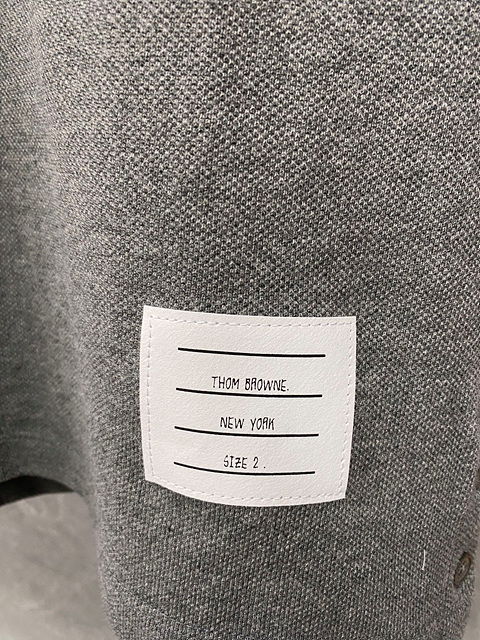 THOM BROWNE.
NEW YORK
SIZE 2 .